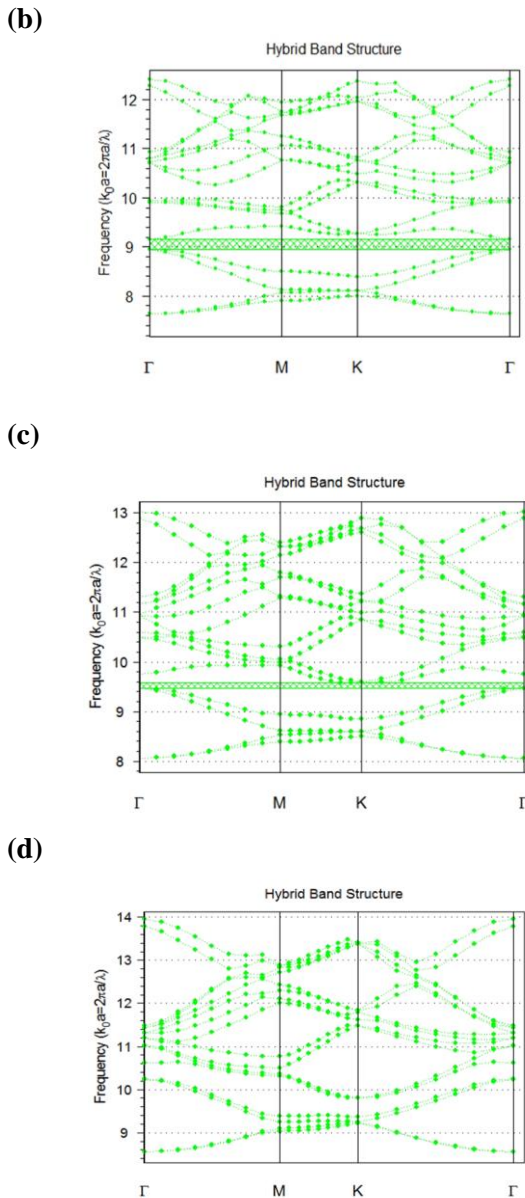 (b)
Hybrid Band Structure
Frequency (k₀a=2πa/λ)
12
11
10
9
8
Γ M K Γ
(c)
Hybrid Band Structure
Frequency (k₀a=2πa/λ)
13
12
11
10
9
8
Γ M K Γ
(d)
Hybrid Band Structure
Frequency (k₀a=2πa/λ)
14
13
12
11
10
9
Γ M K Γ